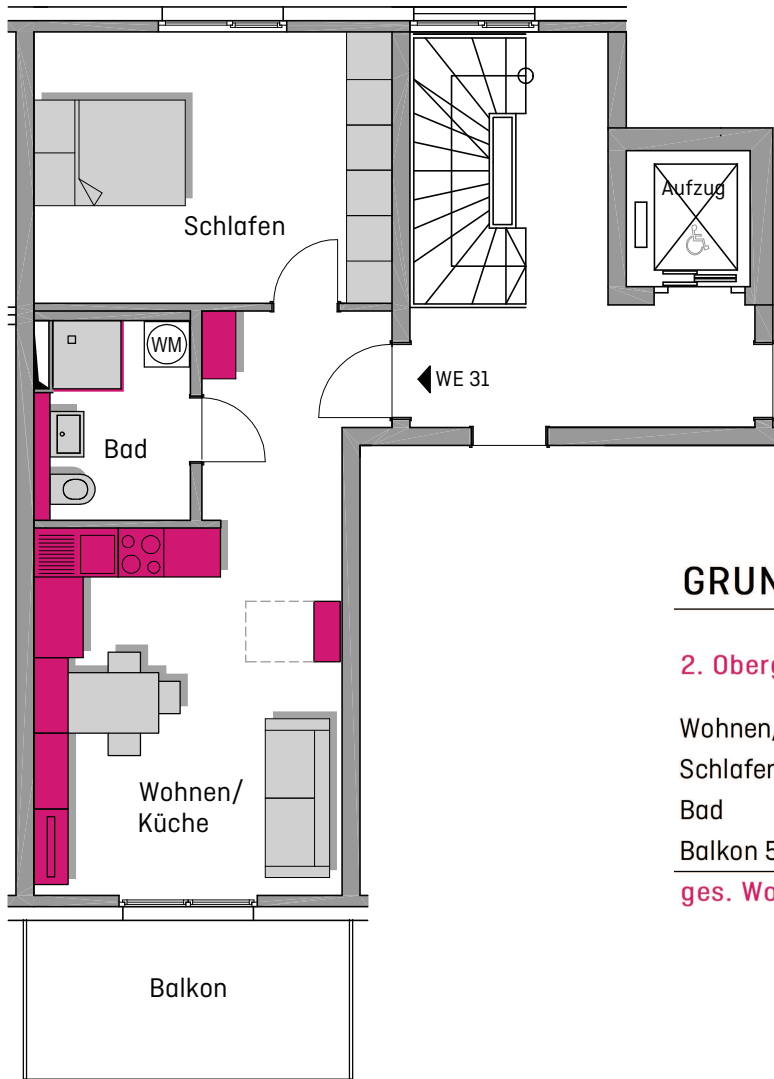 Aufzug
Schlafen
WM
WE 31
Bad
GRUN
2. Oberg
Wohnen/
Schlafen
Bad
Balkon 5
ges. Wo
Wohnen/
Küche
Balkon